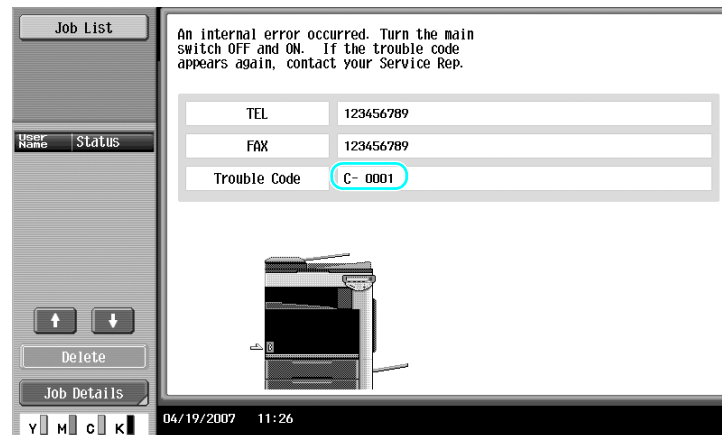 Job List
An internal error occurred. Turn the main
switch OFF and ON. If the trouble code
appears again, contact your Service Rep.
TEL 123456789
FAX 123456789
Trouble Code C- 0001
User Name Status
Delete
Job Details
Y M C K
04/19/2007 11:26